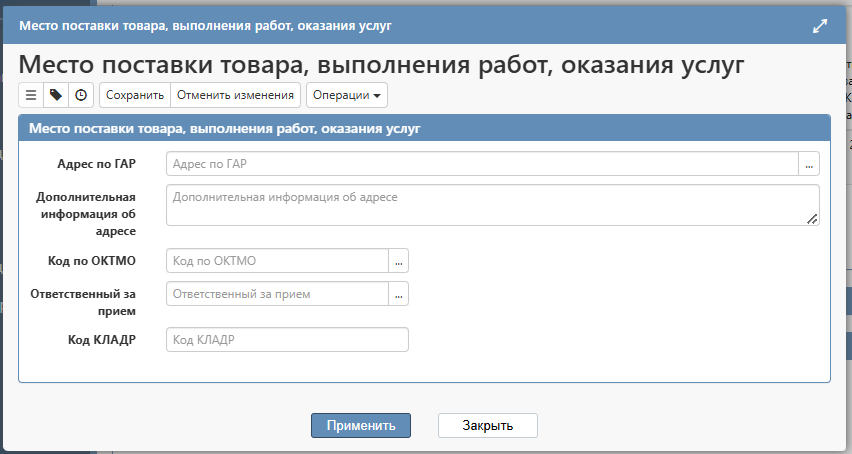 Место поставки товара, выполнения работ, оказания услуг
Место поставки товара, выполнения работ, оказания услуг
Сохранить Отменить изменения Операции
Место поставки товара, выполнения работ, оказания услуг
Адрес по ГАР Адрес по ГАР ...
Дополнительная информация об адресе Дополнительная информация об адресе
Код по ОКТМО Код по ОКТМО ...
Ответственный за прием Ответственный за прием ...
Код КЛАДР Код КЛАДР
Применить Закрыть